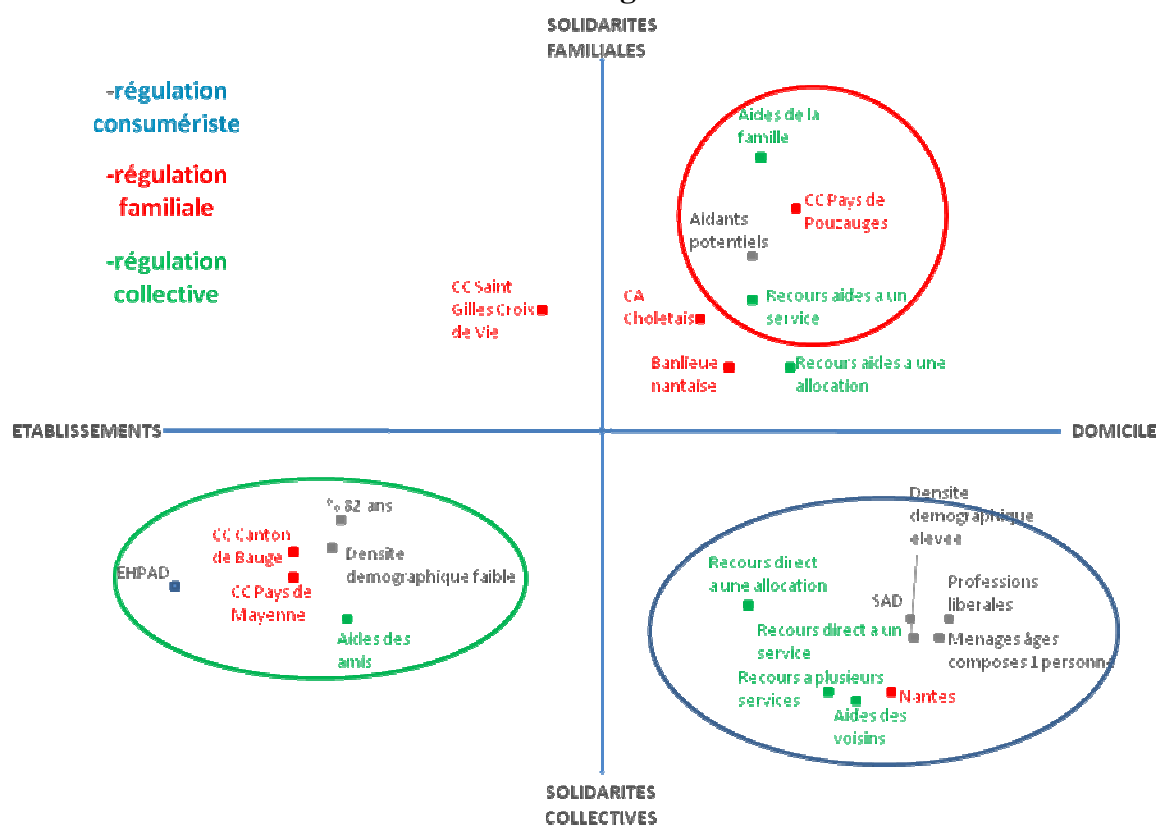 SOLIDARITES
FAMILIALES
-régulation
consumériste
-régulation
familiale
-régulation
collective
Aides de la
famille
CC Pays de
Pouzauges
Aidants
potentiels
CC Saint
Gilles Croix
de Vie
CA
Choletais
Recours aides a un
service
Banlieue
nantaise
Recours aides a une
allocation
ETABLISSEMENTS
DOMICILE
% 82 ans
CC Canton
de Bauge
Densite
demographique faible
EHPAD
CC Pays de
Mayenne
Aides des
amis
Densite
demographique
elevee
Recours direct
a une allocation
SAD
Professions
liberales
Recours direct a un
service
Menages âges
composes 1 personne
Recours a plusieurs
services
Nantes
Aides des
voisins
SOLIDARITES
COLLECTIVES